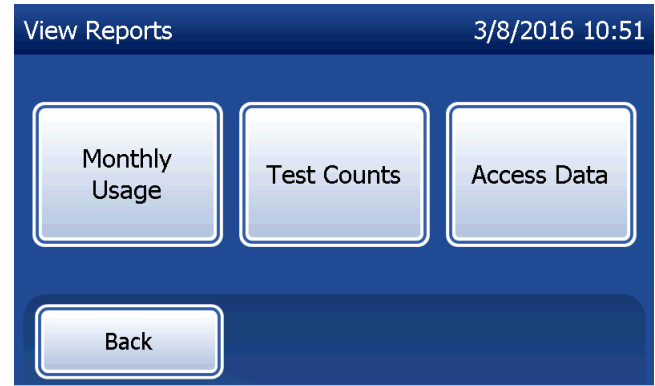 View Reports 3/8/2016 10:51
Monthly
Usage
Test Counts
Access Data
Back